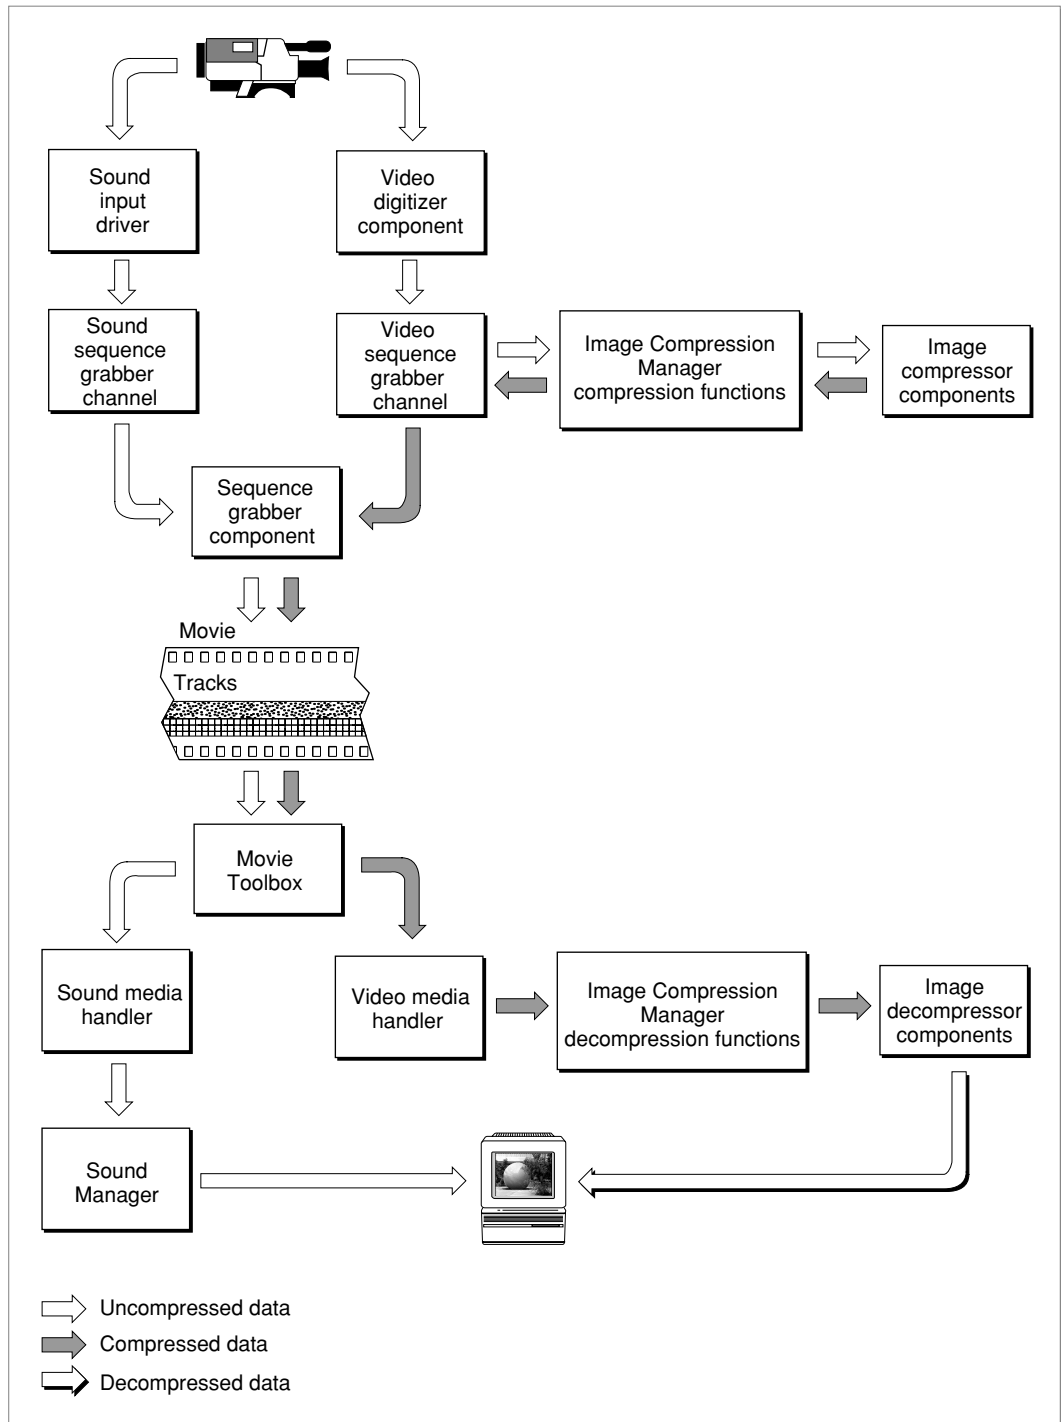 Sound
input
driver
Video
digitizer
component
Sound
sequence
grabber
channel
Video
sequence
grabber
channel
Image Compression
Manager
compression functions
Image
compressor
components
Sequence
grabber
component
Movie
Tracks
Movie
Toolbox
Sound media
handler
Video media
handler
Image Compression
Manager
decompression functions
Image
decompressor
components
Sound
Manager
Uncompressed data
Compressed data
Decompressed data